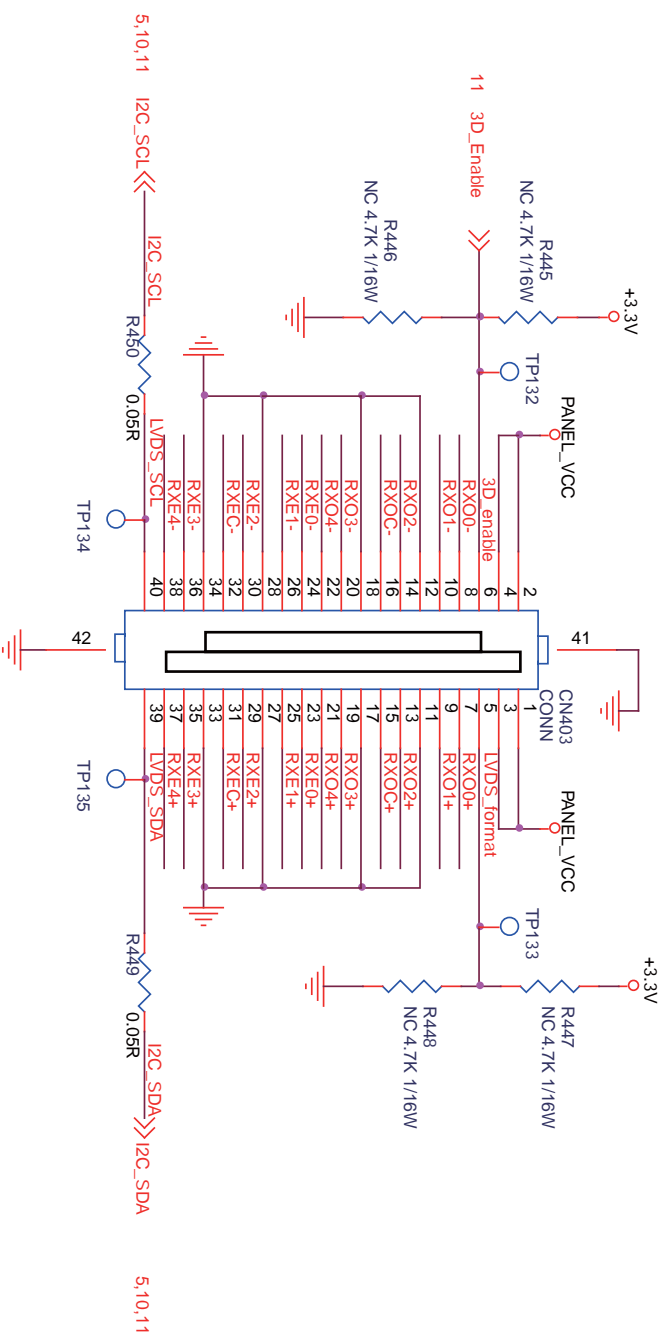 5,10,11 I2C_SCL
I2C_SCL
R450
0.05R
LVDS_SCL
TP134
11 3D_Enable
R446
NC 4.7K 1/16W
R445
NC 4.7K 1/16W
+3.3V
TP132
PANEL_VCC
3D_enable
RXO0-
RXO1-
RXO2-
RXOC-
RXO3-
RXO4-
RXE0-
RXE1-
RXE2-
RXEC-
RXE3-
RXE4-
2
4
6
8
10
12
14
16
18
20
22
24
26
28
30
32
34
36
38
40
42
41
CN403
CONN
1
3
5
7
9
11
13
15
17
19
21
23
25
27
29
31
33
35
37
39
LVDS_format
RXO0+
RXO1+
RXO2+
RXOC+
RXO3+
RXO4+
RXE0+
RXE1+
RXE2+
RXEC+
RXE3+
RXE4+
LVDS_SDA
TP135
PANEL_VCC
TP133
+3.3V
R447
NC 4.7K 1/16W
R448
NC 4.7K 1/16W
R449
0.05R
I2C_SDA
I2C_SDA 5,10,11